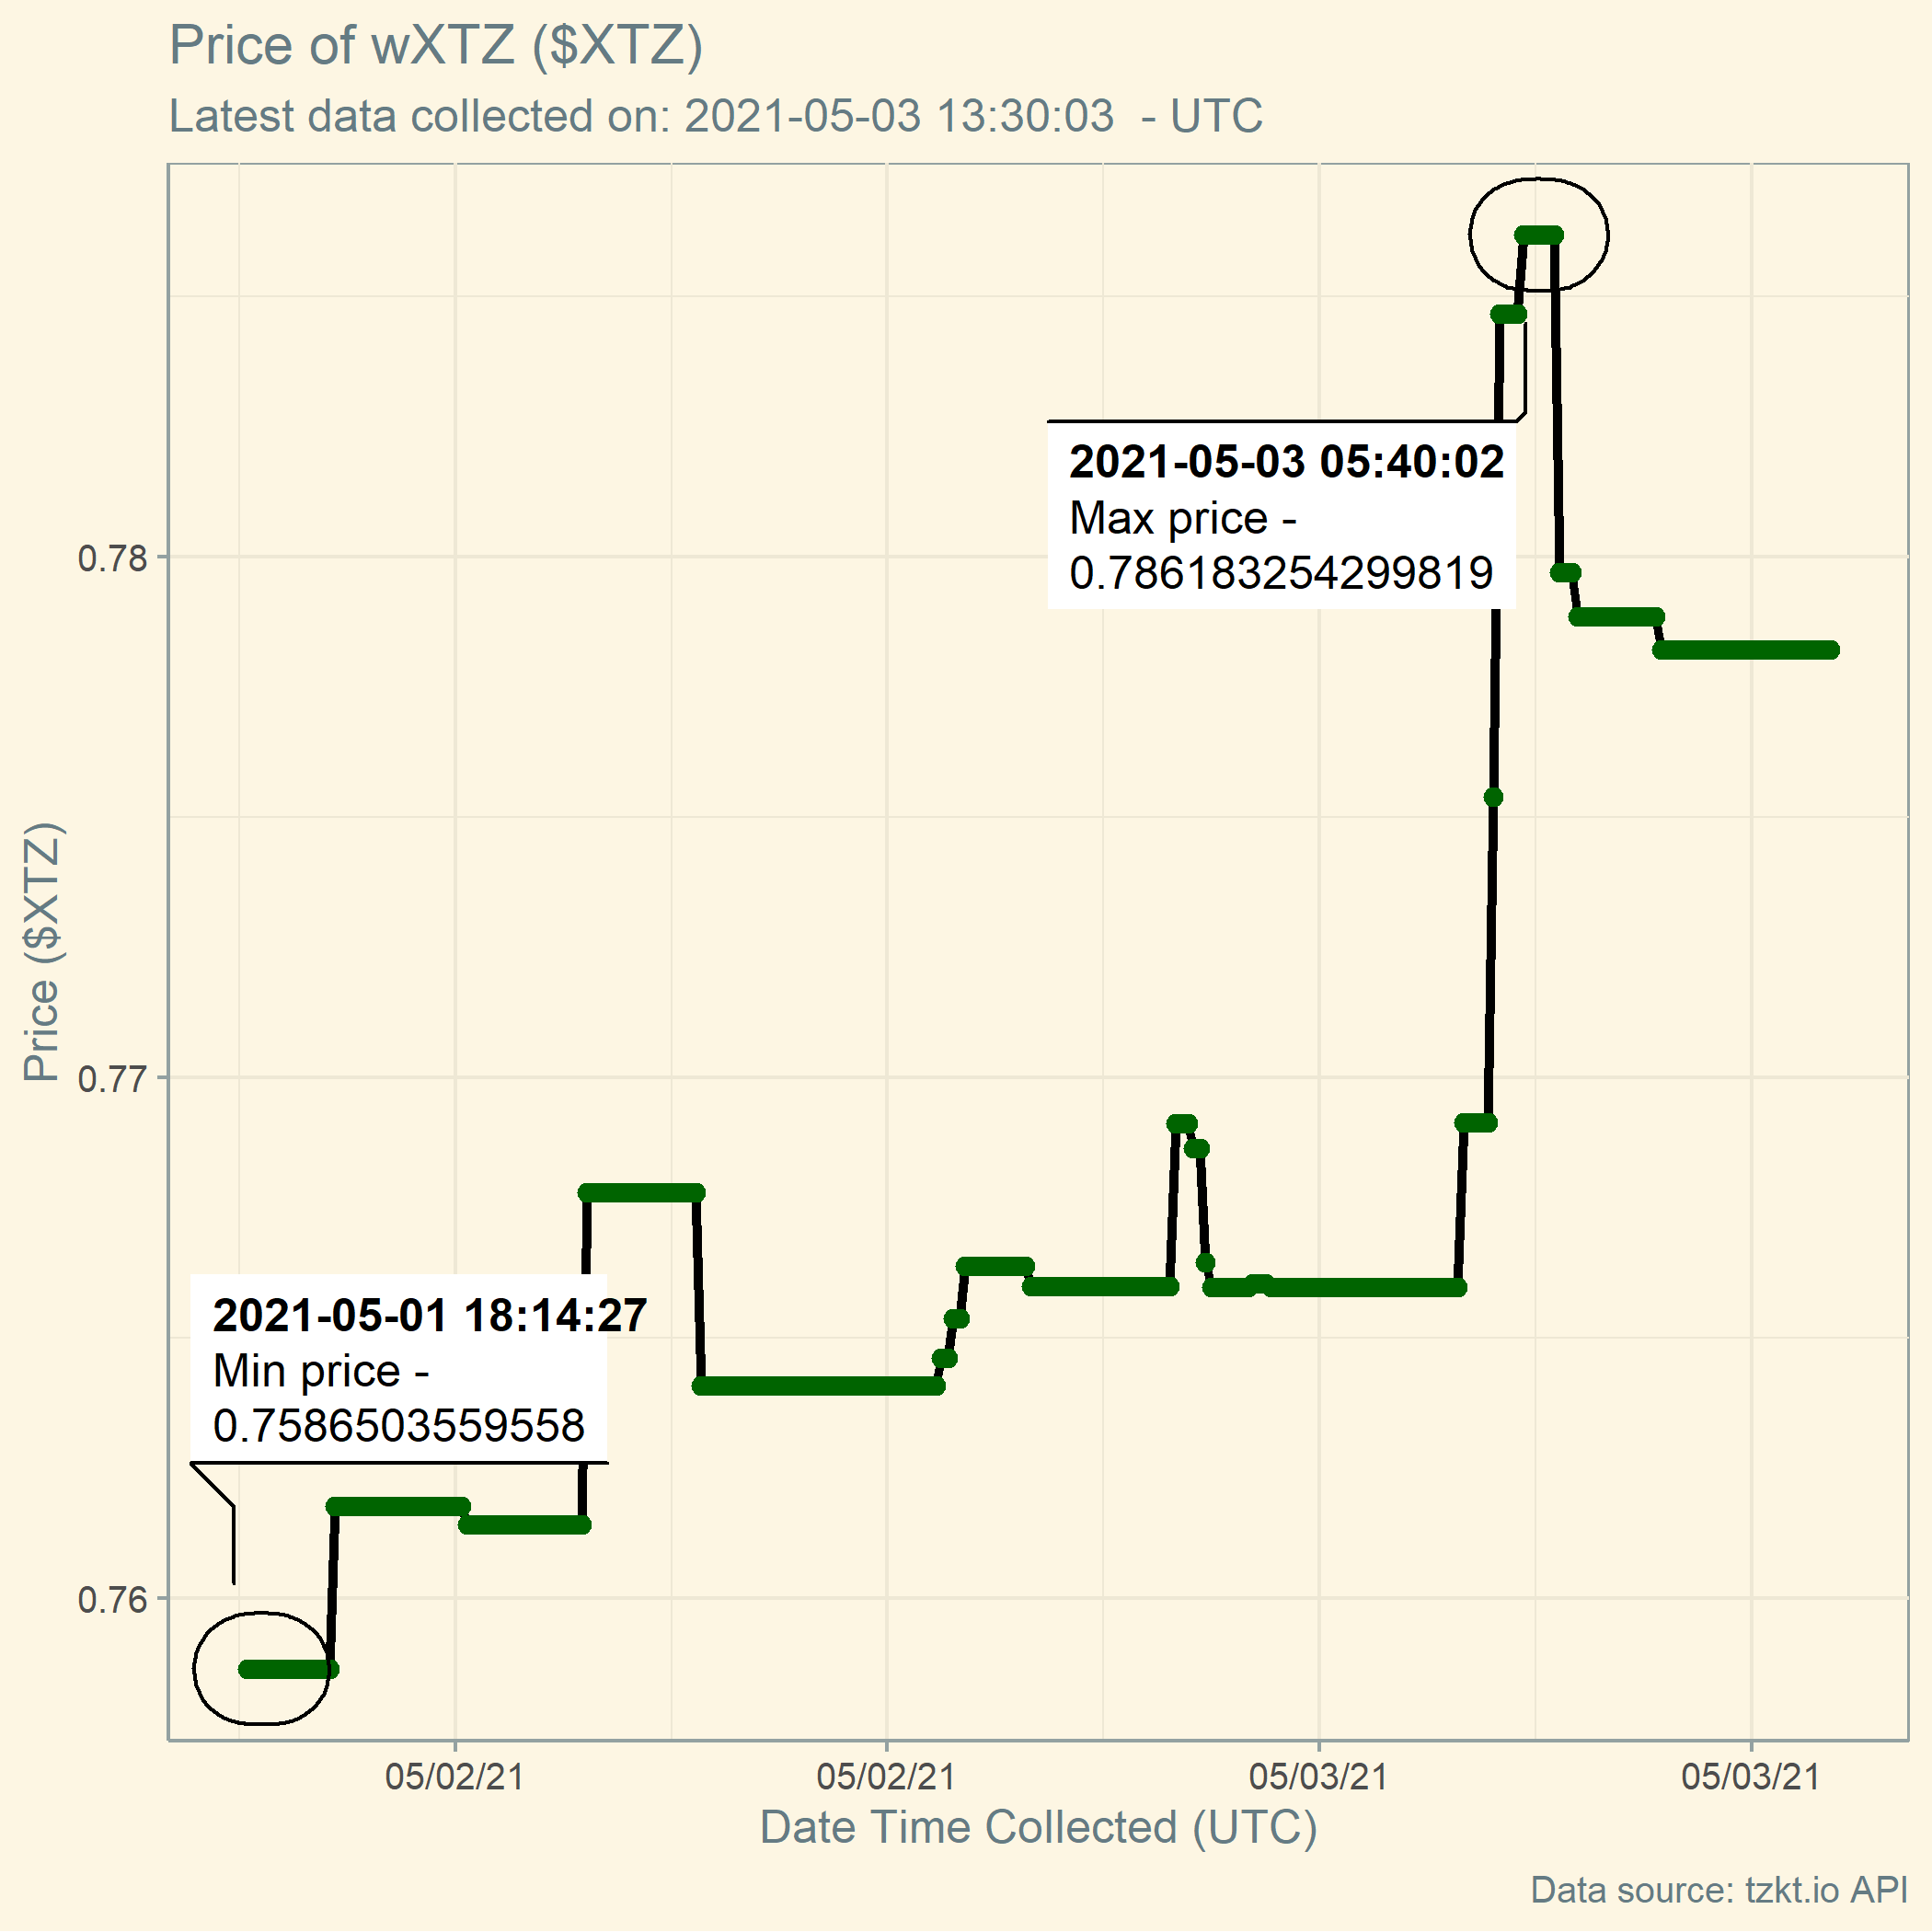 Price of wXTZ ($XTZ)
Latest data collected on: 2021-05-03 13:30:03  - UTC
2021-05-03 05:40:02
Max price -
0.786183254299819
0.78
Price ($XTZ)
0.77
2021-05-01 18:14:27
Min price -
0.7586503559558
0.76
05/02/21
05/02/21
05/03/21
05/03/21
Date Time Collected (UTC)
Data source: tzkt.io API